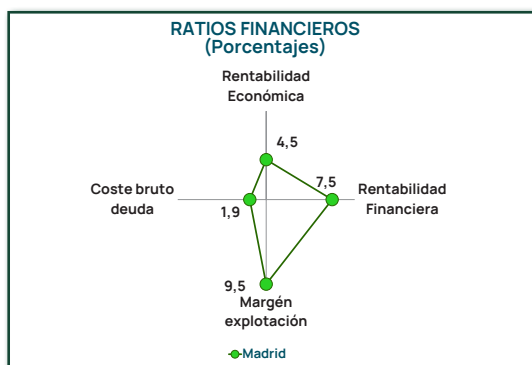 RATIOS FINANCIEROS
(Porcentajes)
Rentabilidad
Económica
4,5
7,5
Rentabilidad
Financiera
Coste bruto
deuda
1,9
9,5
Margén
explotación
Madrid